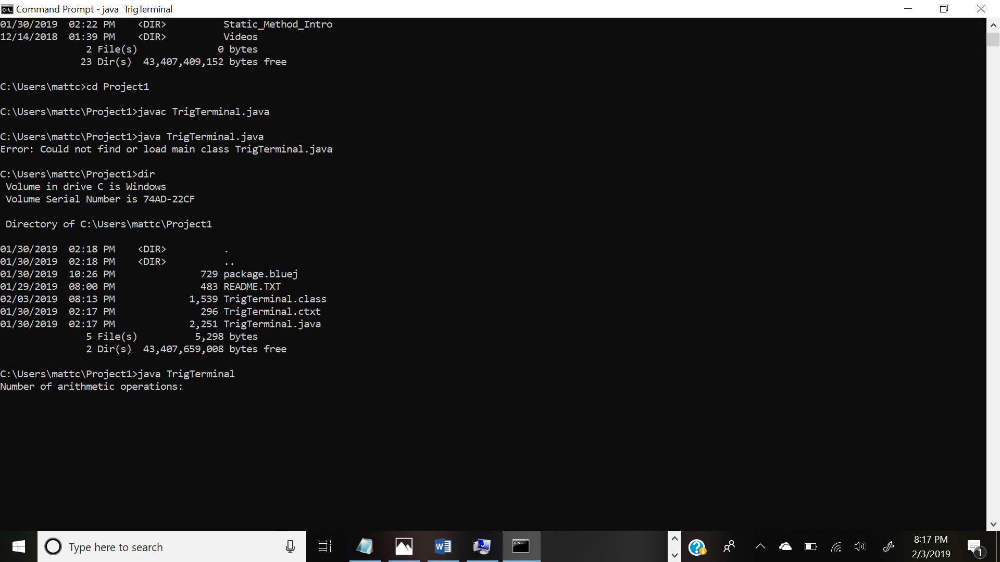 Command Prompt - java  TrigTerminal
01/30/2019  02:22 PM    <DIR>          Static_Method_Intro
12/14/2018  01:39 PM    <DIR>          Videos
               2 File(s)              0 bytes
              23 Dir(s)  43,407,409,152 bytes free
C:\Users\mattc>cd Project1
C:\Users\mattc\Project1>javac TrigTerminal.java
C:\Users\mattc\Project1>java TrigTerminal.java
Error: Could not find or load main class TrigTerminal.java
C:\Users\mattc\Project1>dir
 Volume in drive C is Windows
 Volume Serial Number is 74AD-22CF
 Directory of C:\Users\mattc\Project1
01/30/2019  02:18 PM    <DIR>          .
01/30/2019  02:18 PM    <DIR>          ..
01/30/2019  10:26 PM               729 package.bluej
01/29/2019  08:00 PM               483 README.TXT
02/03/2019  08:13 PM             1,539 TrigTerminal.class
01/30/2019  02:17 PM               296 TrigTerminal.ctxt
01/30/2019  02:17 PM             2,251 TrigTerminal.java
               5 File(s)          5,298 bytes
               2 Dir(s)  43,407,659,008 bytes free
C:\Users\mattc\Project1>java TrigTerminal
Number of arithmetic operations:
Type here to search
8:17 PM
2/3/2019
1